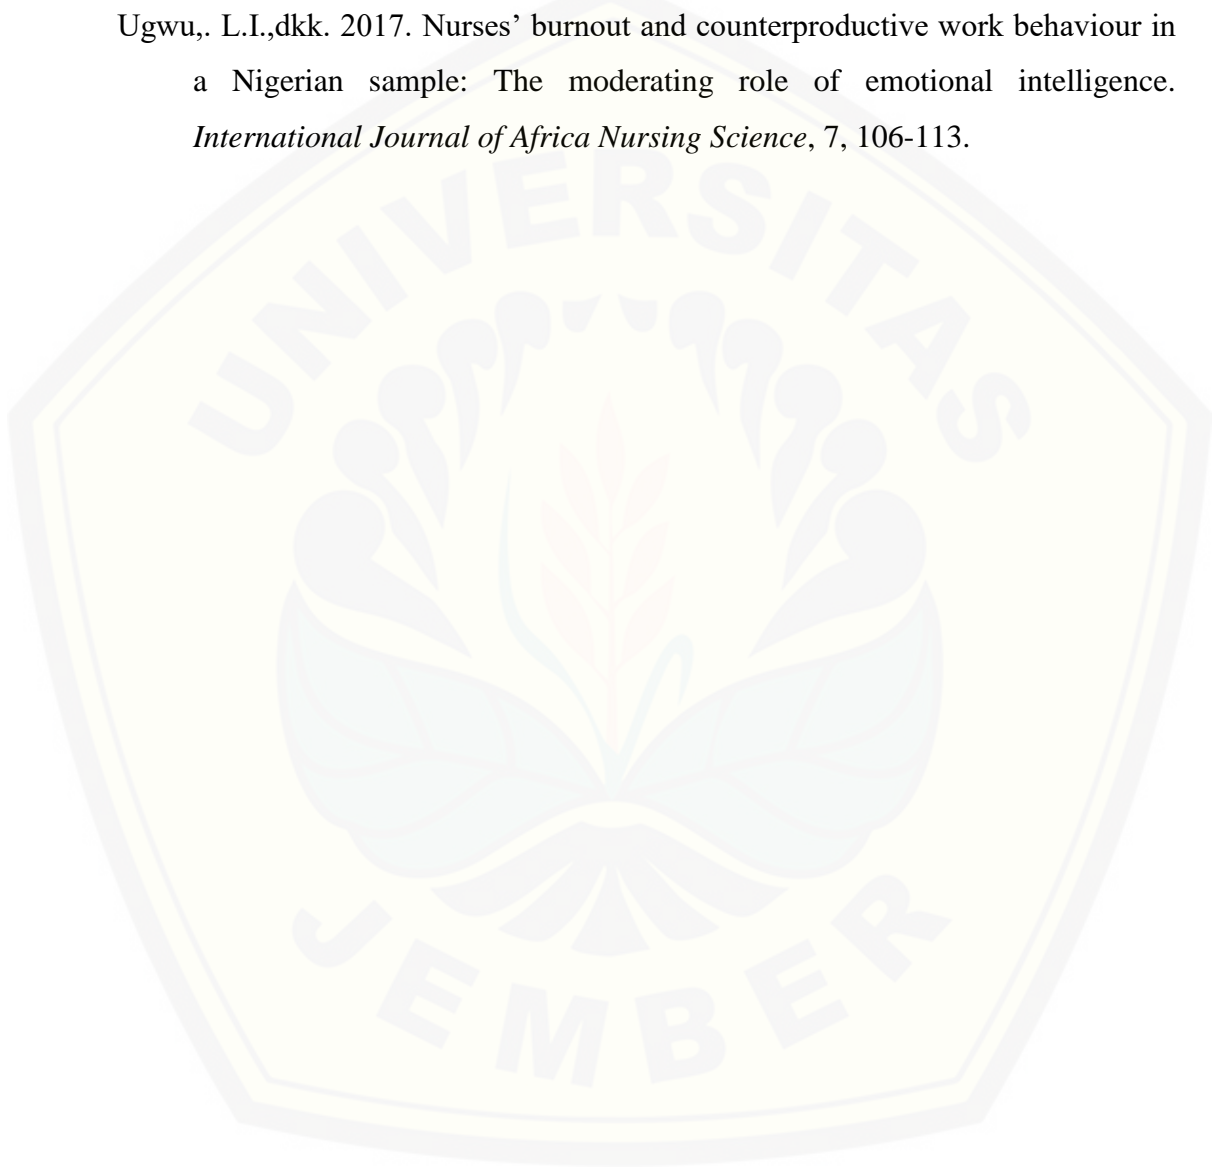 Ugwu,. L.I.,dkk. 2017. Nurses’ burnout and counterproductive work behaviour in
a Nigerian sample: The moderating role of emotional intelligence.
International Journal of Africa Nursing Science, 7, 106-113.
UNIVERSITAS
JEMBER